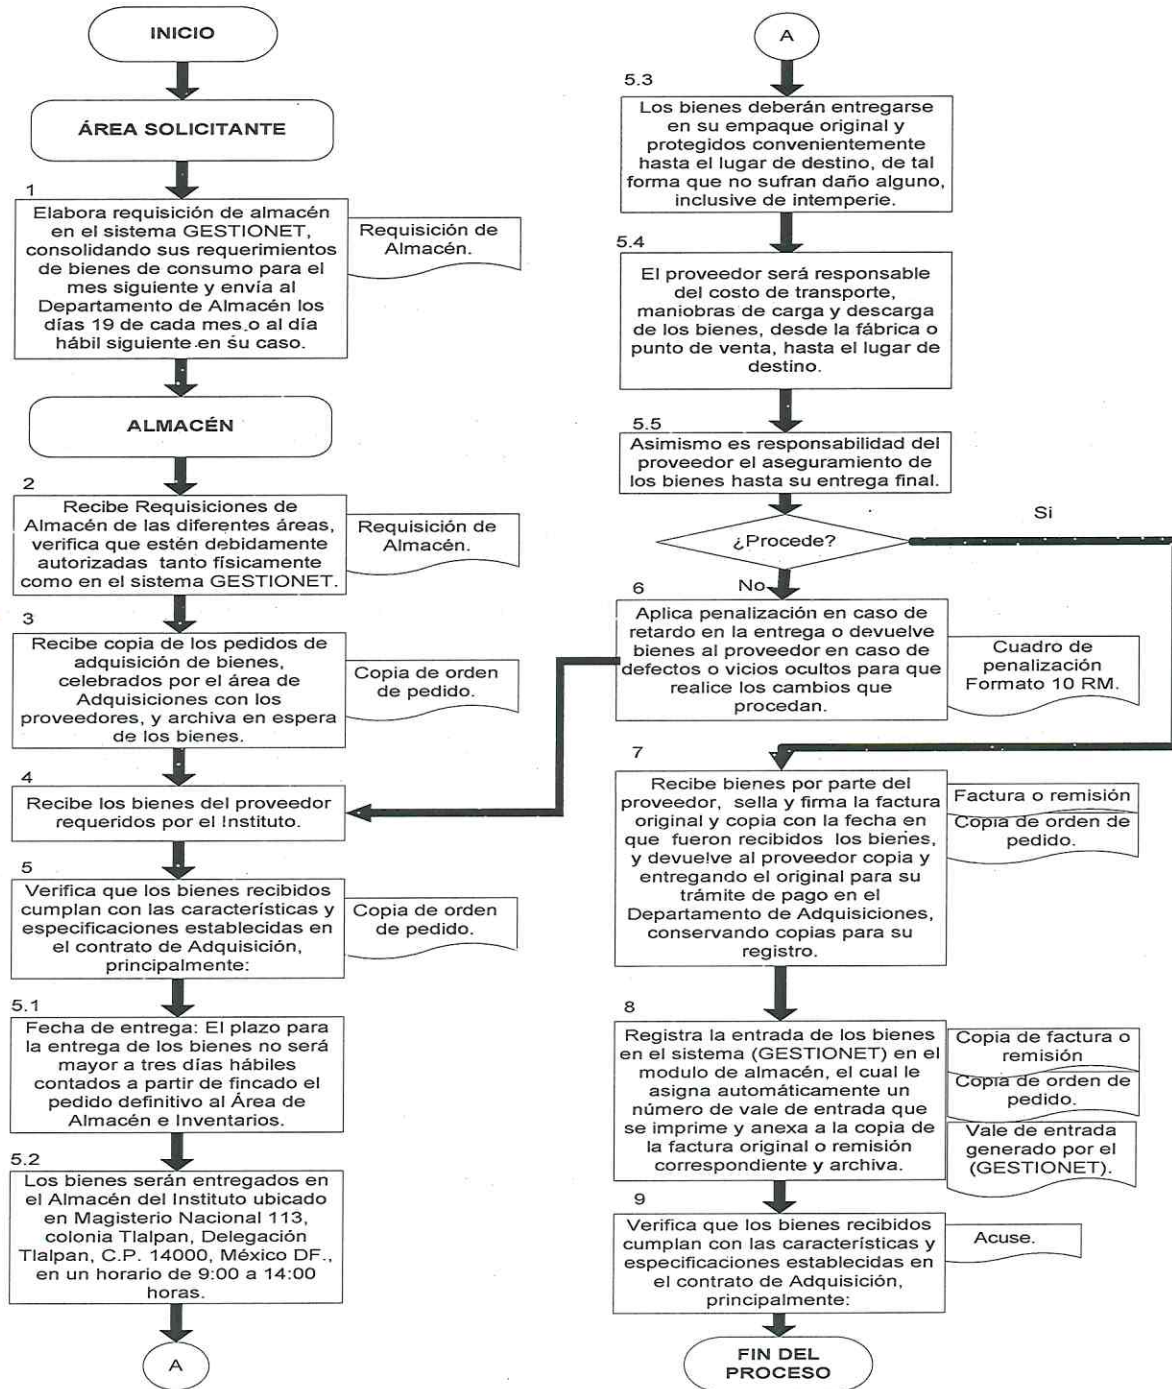 INICIO
ÁREA SOLICITANTE
1
Elabora requisición de almacén
en el sistema GESTIONET,
consolidando sus requerimientos
de bienes de consumo para el
mes siguiente y envía al
Departamento de Almacén los
días 19 de cada mes o al día
hábil siguiente en su caso.
Requisición de
Almacén.
ALMACÉN
2
Recibe Requisiciones de
Almacén de las diferentes áreas,
verifica que estén debidamente
autorizadas tanto físicamente
como en el sistema GESTIONET.
Requisición de
Almacén.
3
Recibe copia de los pedidos de
adquisición de bienes,
celebrados por el área de
Adquisiciones con los
proveedores, y archiva en espera
de los bienes.
Copia de orden
de pedido.
4
Recibe los bienes del proveedor
requeridos por el Instituto.
5
Verifica que los bienes recibidos
cumplan con las características y
especificaciones establecidas en
el contrato de Adquisición,
principalmente:
Copia de orden
de pedido.
5.1
Fecha de entrega: El plazo para
la entrega de los bienes no será
mayor a tres días hábiles
contados a partir de fincado el
pedido definitivo al Área de
Almacén e Inventarios.
5.2
Los bienes serán entregados en
el Almacén del Instituto ubicado
en Magisterio Nacional 113,
colonia Tlalpan, Delegación
Tlalpan, C.P. 14000, México DF.,
en un horario de 9:00 a 14:00
horas.
A
A
5.3
Los bienes deberán entregarse
en su empaque original y
protegidos convenientemente
hasta el lugar de destino, de tal
forma que no sufran daño alguno,
inclusive de intemperie.
5.4
El proveedor será responsable
del costo de transporte,
maniobras de carga y descarga
de los bienes, desde la fábrica o
punto de venta, hasta el lugar de
destino.
5.5
Asimismo es responsabilidad del
proveedor el aseguramiento de
los bienes hasta su entrega final.
¿Procede?
Si
No
6
Aplica penalización en caso de
retardo en la entrega o devuelve
bienes al proveedor en caso de
defectos o vicios ocultos para que
realice los cambios que
procedan.
Cuadro de
penalización
Formato 10 RM.
7
Recibe bienes por parte del
proveedor, sella y firma la factura
original y copia con la fecha en
que fueron recibidos los bienes,
y devuelve al proveedor copia y
entregando el original para su
trámite de pago en el
Departamento de Adquisiciones,
conservando copias para su
registro.
Factura o remisión
Copia de orden de
pedido.
8
Registra la entrada de los bienes
en el sistema (GESTIONET) en el
modulo de almacén, el cual le
asigna automáticamente un
número de vale de entrada que
se imprime y anexa a la copia de
la factura original o remisión
correspondiente y archiva.
Copia de factura o
remisión
Copia de orden de
pedido.
Vale de entrada
generado por el
(GESTIONET).
9
Verifica que los bienes recibidos
cumplan con las características y
especificaciones establecidas en
el contrato de Adquisición,
principalmente:
Acuse.
FIN DEL
PROCESO